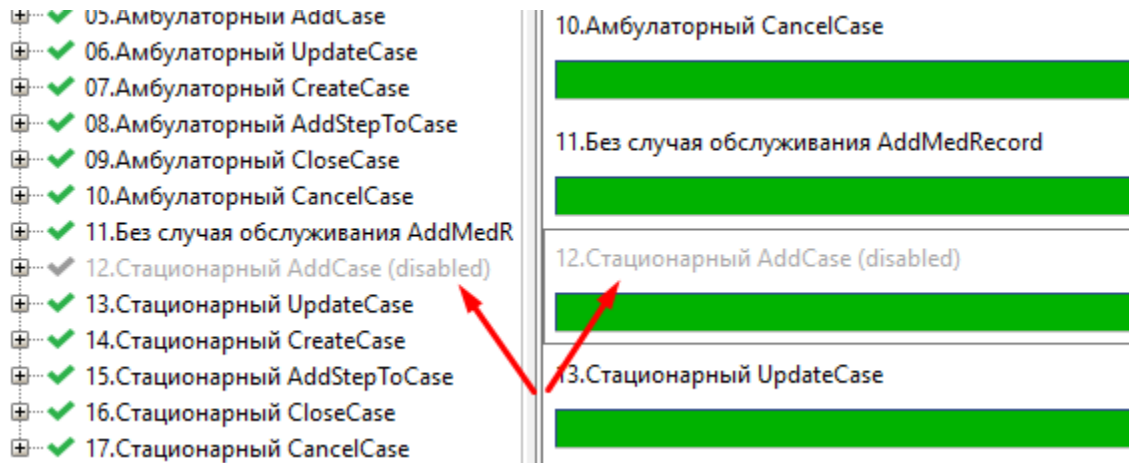 05.Амбулаторный AddCase
06.Амбулаторный UpdateCase
07.Амбулаторный CreateCase
08.Амбулаторный AddStepToCase
09.Амбулаторный CloseCase
10.Амбулаторный CancelCase
11.Без случая обслуживания AddMedR
12.Стационарный AddCase (disabled)
13.Стационарный UpdateCase
14.Стационарный CreateCase
15.Стационарный AddStepToCase
16.Стационарный CloseCase
17.Стационарный CancelCase
10.Амбулаторный CancelCase
11.Без случая обслуживания AddMedRecord
12.Стационарный AddCase (disabled)
13.Стационарный UpdateCase